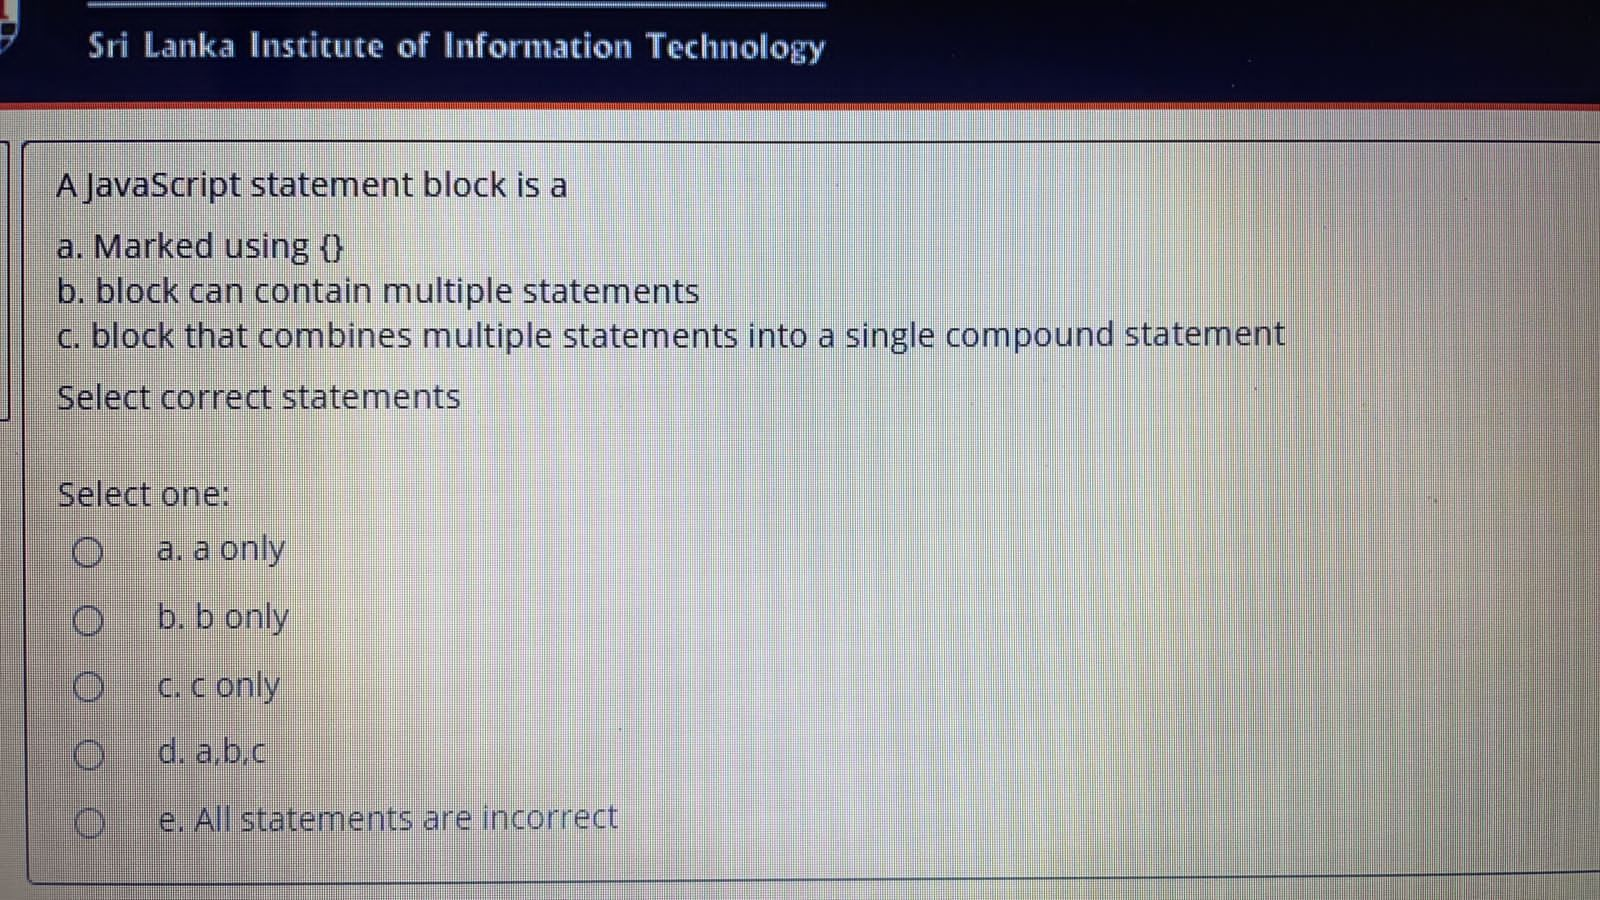 Sri Lanka Institute of Information Technology
A JavaScript statement block is a
a. Marked using {}
b. block can contain multiple statements
c. block that combines multiple statements into a single compound statement
Select correct statements
Select one:
a. a only
b. b only
c. c only
d. a,b,c
e. All statements are incorrect